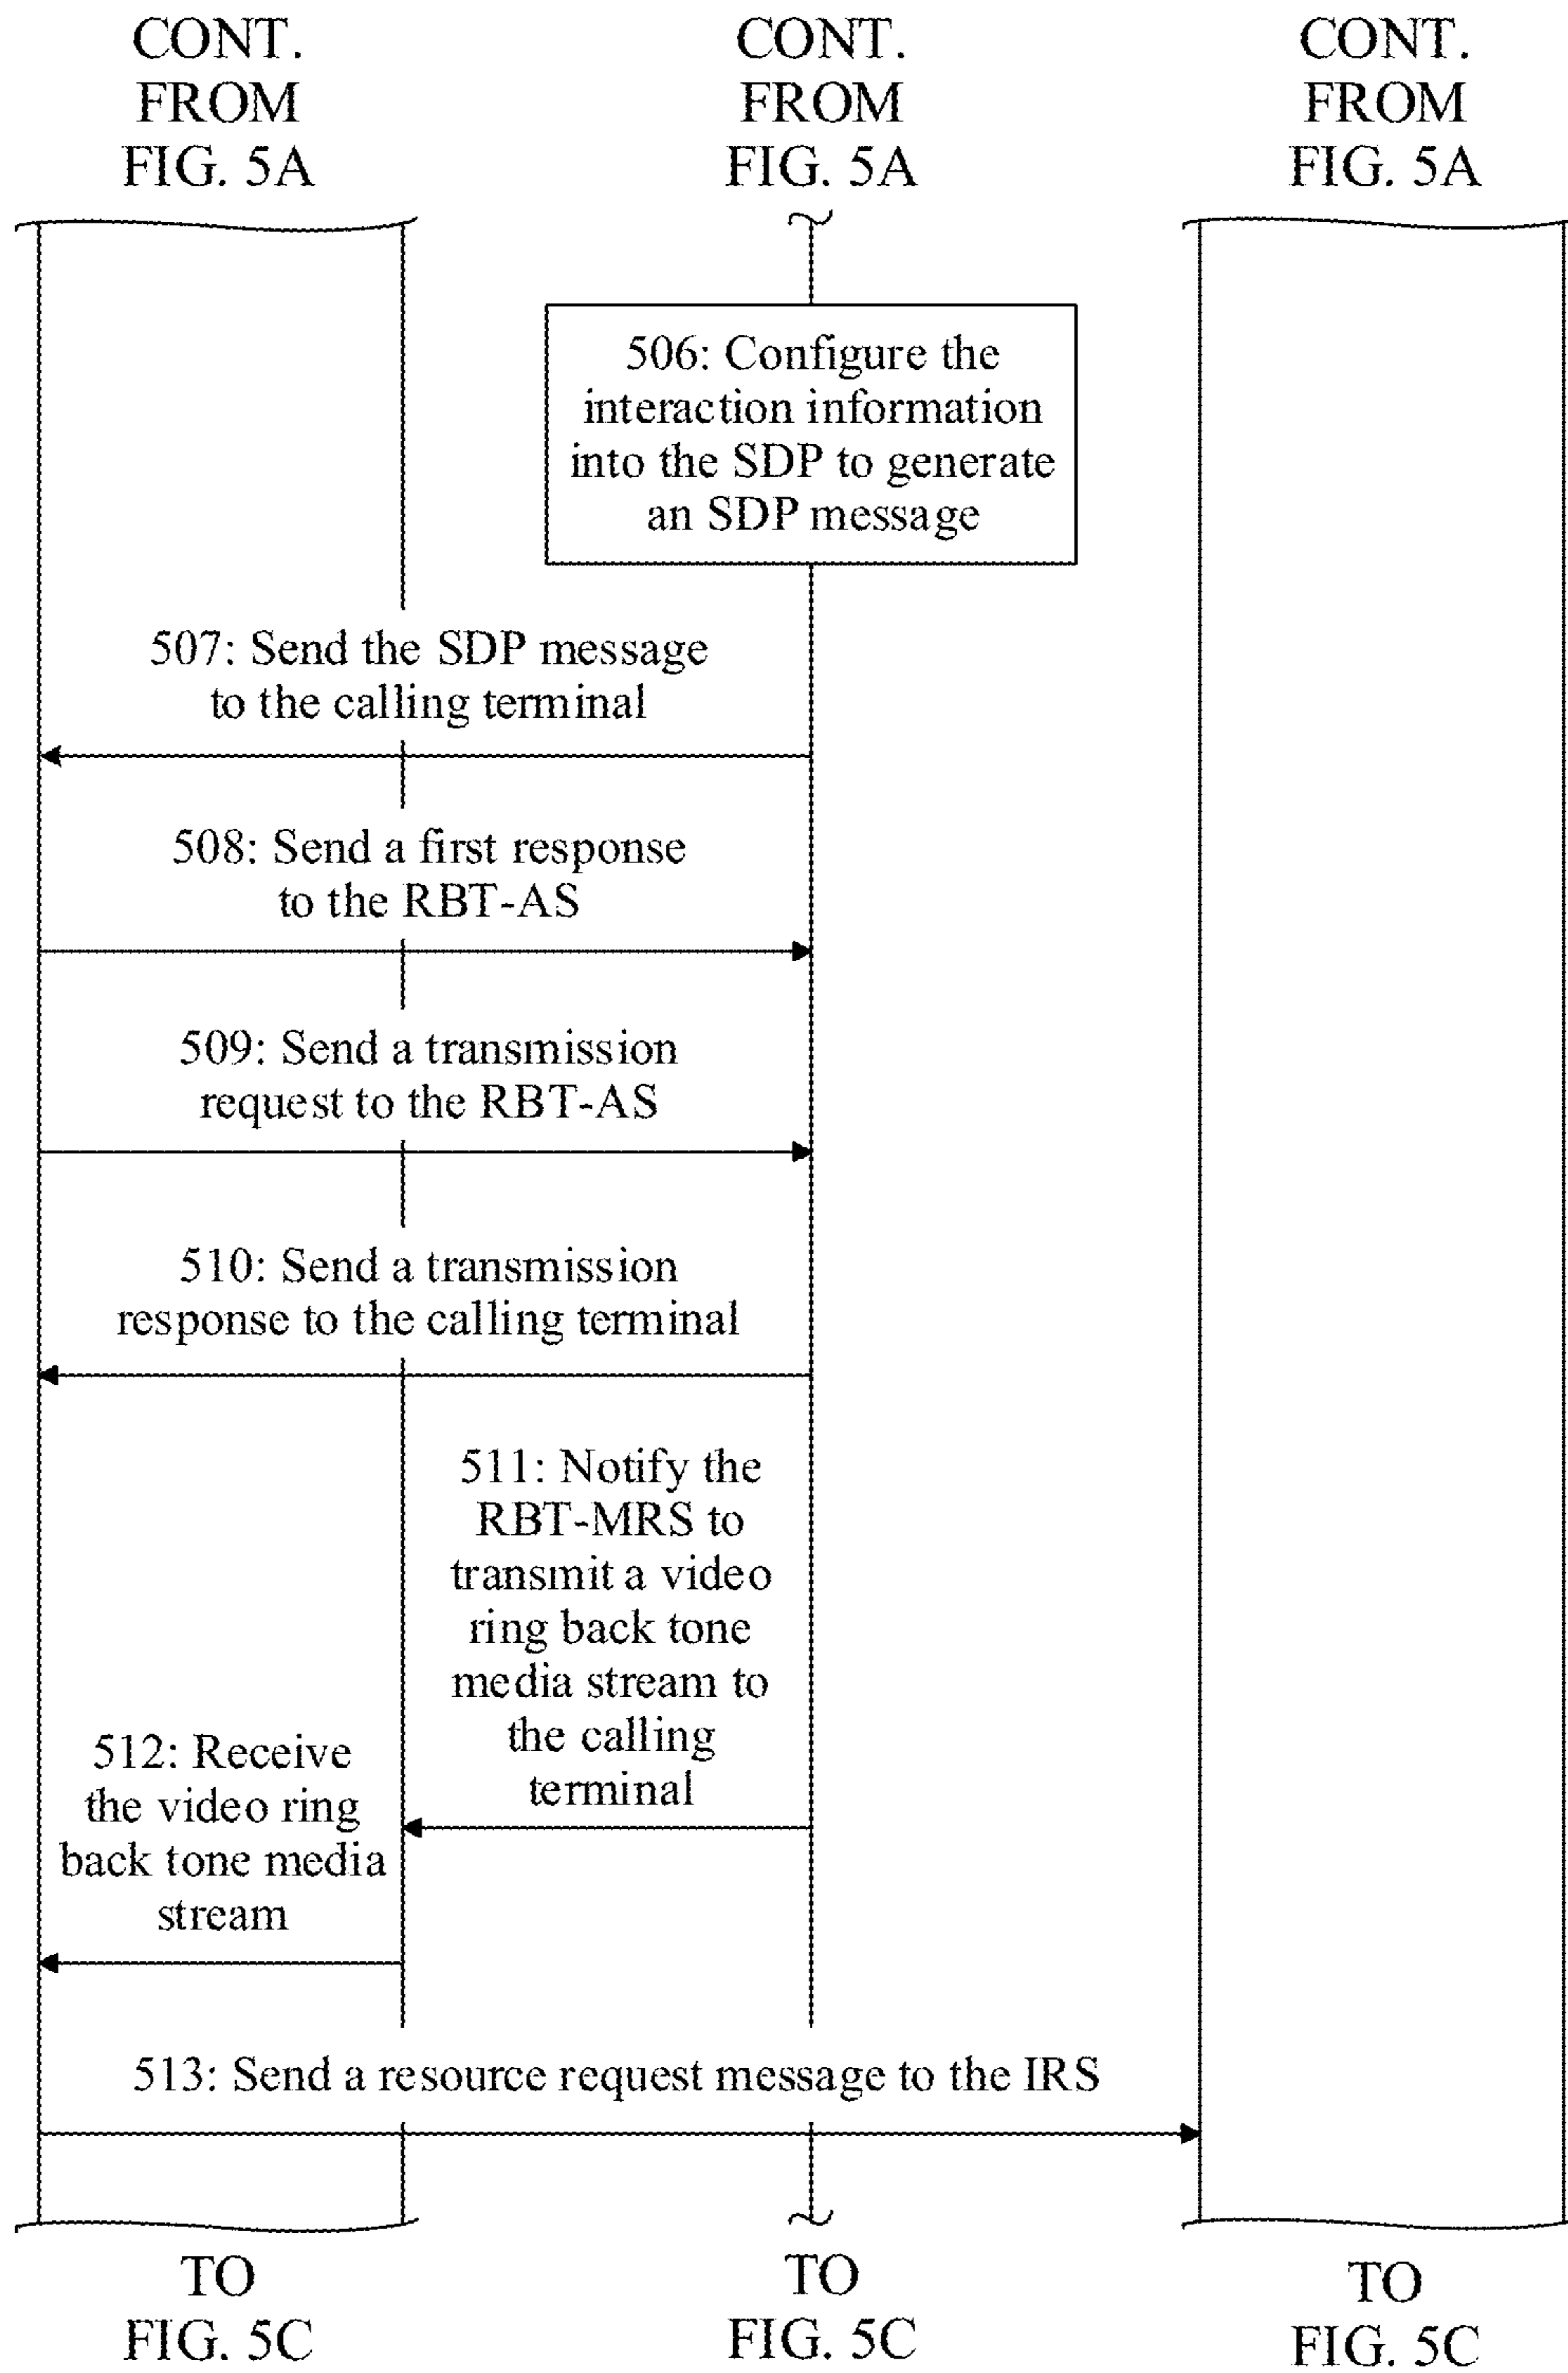 CONT.
FROM
FIG. 5A
CONT.
FROM
FIG. 5A
CONT.
FROM
FIG. 5A
506: Configure the
interaction information
into the SDP to generate
an SDP message
507: Send the SDP message
to the calling terminal
508: Send a first response
to the RBT-AS
509: Send a transmission
request to the RBT-AS
510: Send a transmission
response to the calling terminal
511: Notify the
RBT-MRS to
transmit a video
ring back tone
media stream to
the calling
terminal
512: Receive
the video ring
back tone media
stream
513: Send a resource request message to the IRS
TO
FIG. 5C
TO
FIG. 5C
TO
FIG. 5C